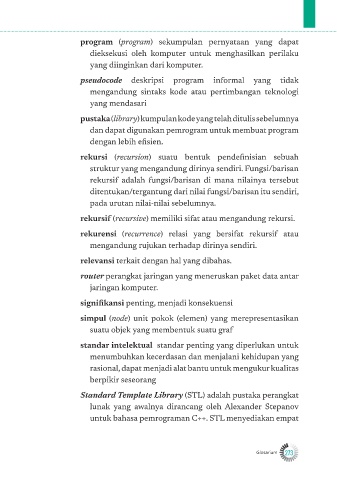 program (program) sekumpulan pernyataan yang dapat
dieksekusi oleh komputer untuk menghasilkan perilaku
yang diinginkan dari komputer.
pseudocode deskripsi program informal yang tidak
mengandung sintaks kode atau pertimbangan teknologi
yang mendasari
pustaka (library) kumpulan kode yang telah ditulis sebelumnya
dan dapat digunakan pemrogram untuk membuat program
dengan lebih efisien.
rekursi (recursion) suatu bentuk pendefinisian sebuah
struktur yang mengandung dirinya sendiri. Fungsi/barisan
rekursif adalah fungsi/barisan di mana nilainya tersebut
ditentukan/tergantung dari nilai fungsi/barisan itu sendiri,
pada urutan nilai-nilai sebelumnya.
rekursif (recursive) memiliki sifat atau mengandung rekursi.
rekurensi (recurrence) relasi yang bersifat rekursif atau
mengandung rujukan terhadap dirinya sendiri.
relevansi terkait dengan hal yang dibahas.
router perangkat jaringan yang meneruskan paket data antar
jaringan komputer.
signifikansi penting, menjadi konsekuensi
simpul (node) unit pokok (elemen) yang merepresentasikan
suatu objek yang membentuk suatu graf
standar intelektual standar penting yang diperlukan untuk
menumbuhkan kecerdasan dan menjalani kehidupan yang
rasional, dapat menjadi alat bantu untuk mengukur kualitas
berpikir seseorang
Standard Template Library (STL) adalah pustaka perangkat
lunak yang awalnya dirancang oleh Alexander Stepanov
untuk bahasa pemrograman C++. STL menyediakan empat
Glosarium 273